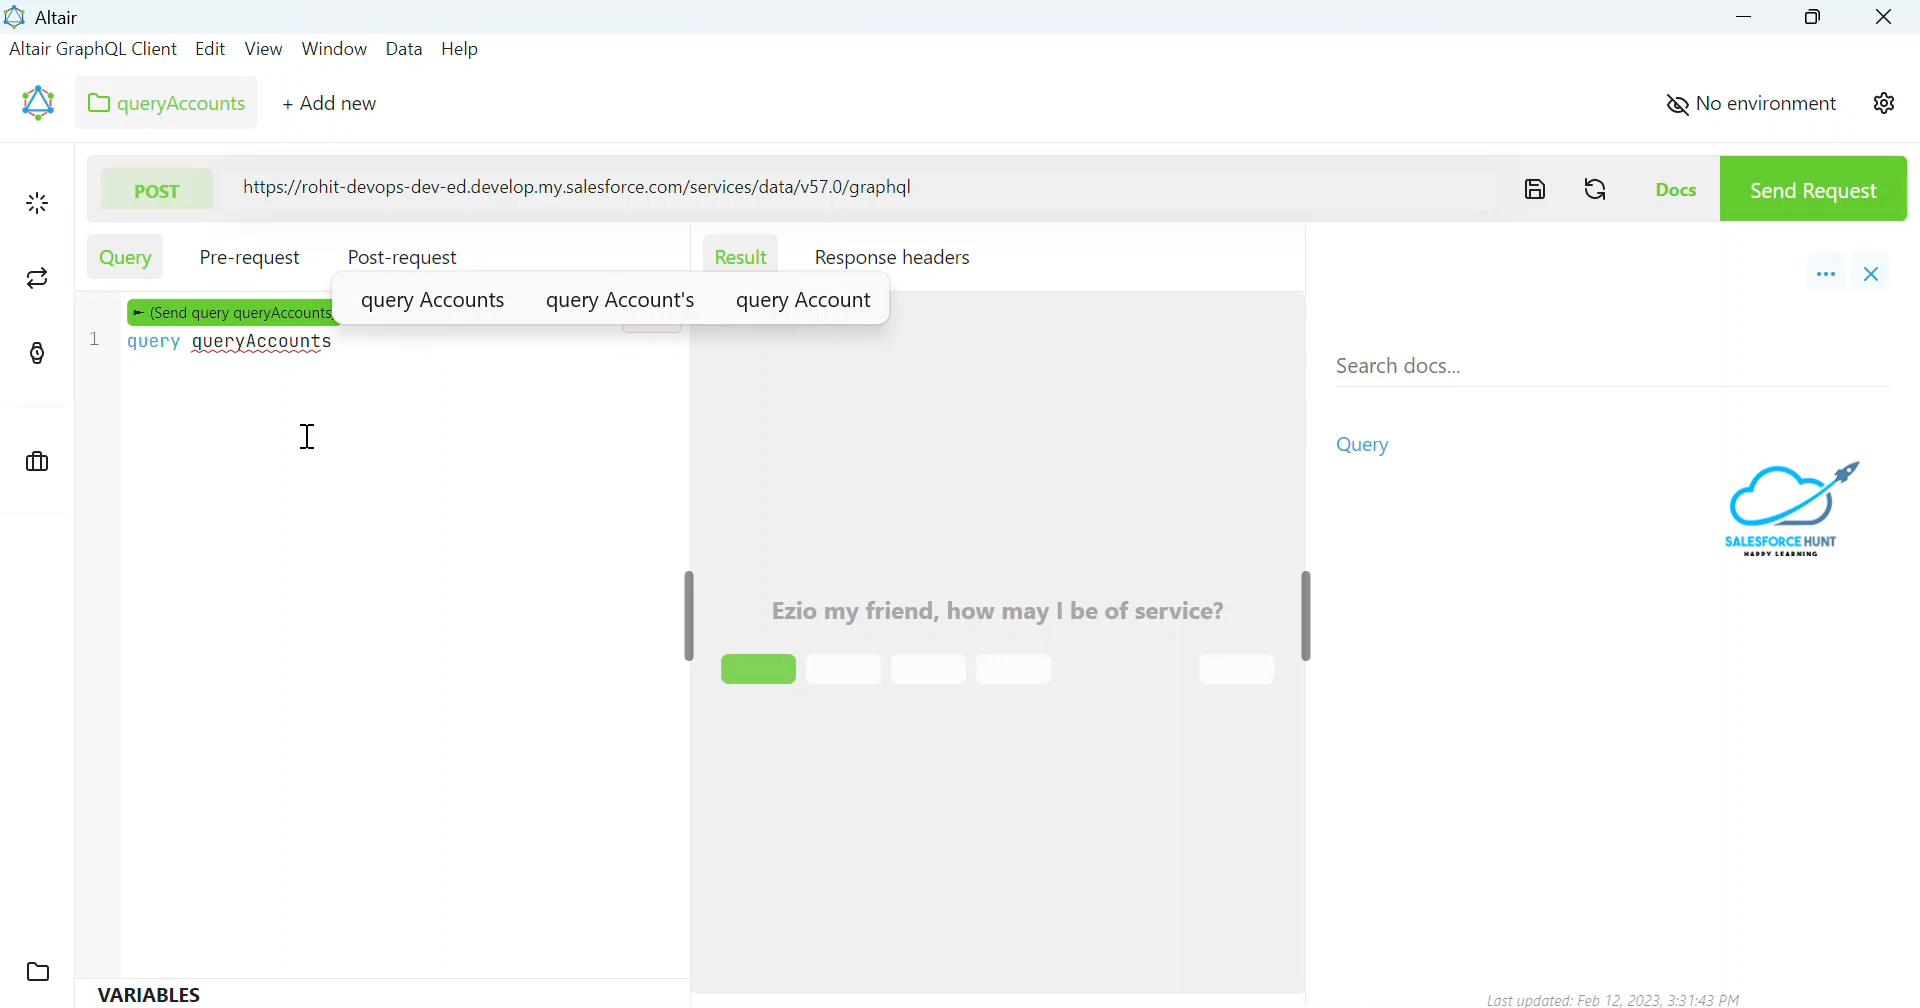 Altair
Altair GraphQL Client Edit View Window Data Help
queryAccounts + Add new No environment
POST https://rohit-devops-dev-ed.develop.my.salesforce.com/services/data/v57.0/graphql Docs Send Request
Query Pre-request Post-request Result Response headers
query Accounts query Account's query Account
(Send query queryAccounts
1 query queryAccounts
Search docs...
Query
SALESFORCE HUNT
HAPPY LEARNING
Ezio my friend, how may I be of service?
VARIABLES
Last updated: Feb 12, 2023, 3:31:43 PM